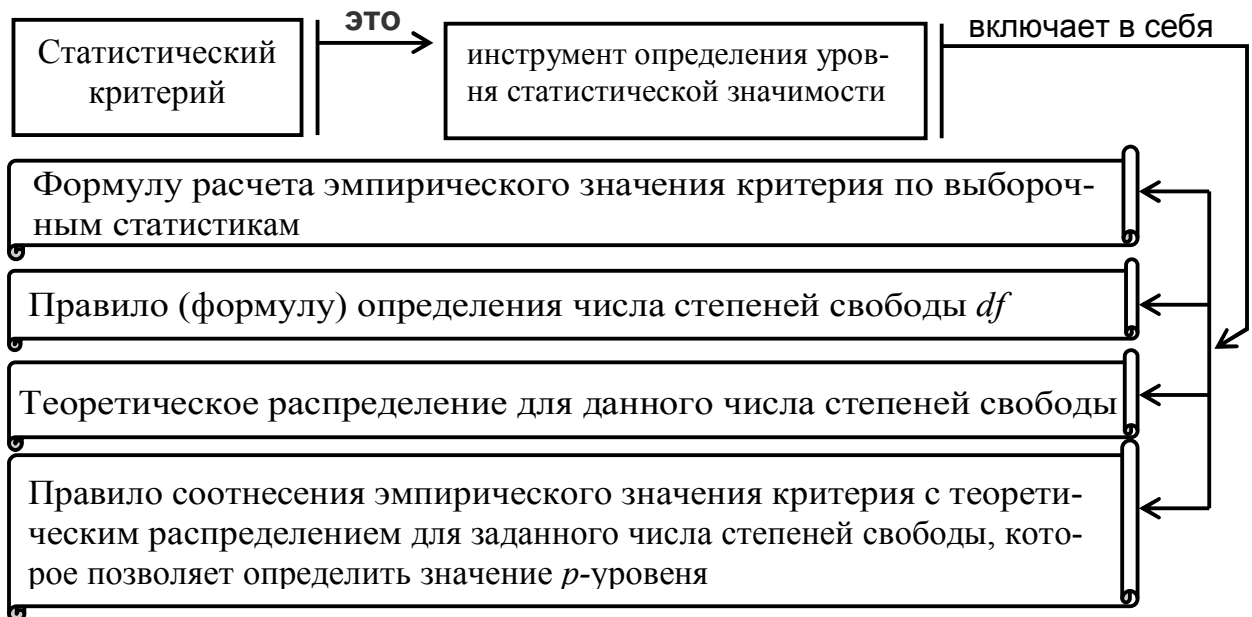 Статистический
критерий
это
инструмент определения уров-
ня статистической значимости
включает в себя
Формулу расчета эмпирического значения критерия по выбороч-
ным статистикам
Правило (формулу) определения числа степеней свободы df
Теоретическое распределение для данного числа степеней свободы
Правило соотнесения эмпирического значения критерия с теорети-
ческим распределением для заданного числа степеней свободы, кото-
рое позволяет определить значение p-уровеня